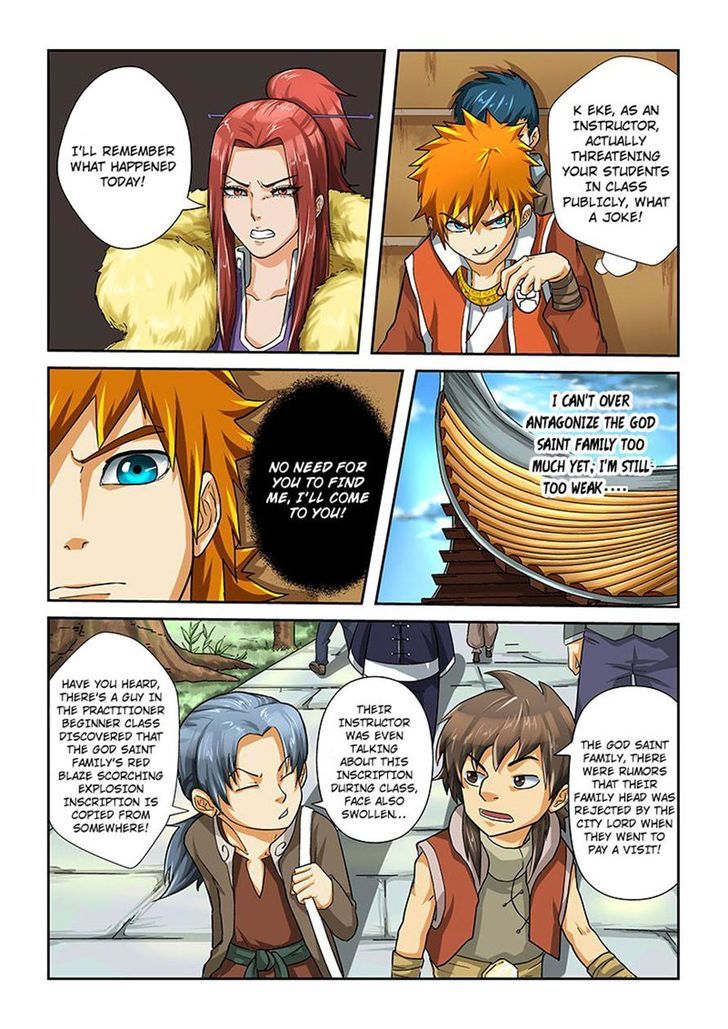 I'LL REMEMBER
WHAT HAPPENED
TODAY!
K EKE, AS AN
INSTRUCTOR,
ACTUALLY
THREATENING
YOUR STUDENTS
IN CLASS
PUBLICLY, WHAT
A JOKE!
NO NEED FOR
YOU TO FIND
ME, I'LL COME
TO YOU!
I CAN'T OVER
ANTAGONIZE THE GOD
SAINT FAMILY TOO
MUCH YET, I'M STILL
TOO WEAK....
HAVE YOU HEARD,
THERE'S A GUY IN
THE PRACTITIONER
BEGINNER CLASS
DISCOVERED THAT
THE GOD SAINT
FAMILY'S RED
BLAZE SCORCHING
EXPLOSION
INSCRIPTION IS
COPIED FROM
SOMEWHERE!
THEIR
INSTRUCTOR
WAS EVEN
TALKING
ABOUT THIS
INSCRIPTION
DURING CLASS,
FACE ALSO
SWOLLEN...
THE GOD SAINT
FAMILY, THERE
WERE RUMORS
THAT THEIR
FAMILY HEAD WAS
REJECTED BY THE
CITY LORD WHEN
THEY WENT TO
PAY A VISIT!